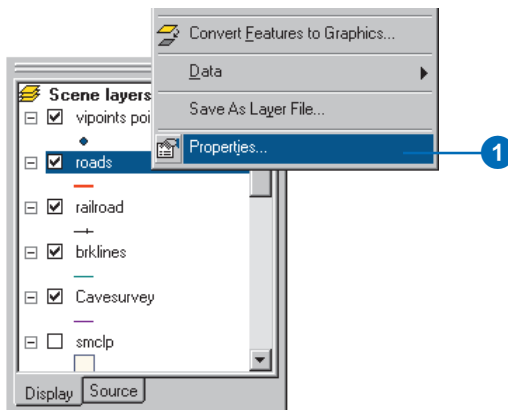 Convert Features to Graphics...
Data
Save As Layer File...
Properties...
1
Scene layers
vipoints poi
roads
railroad
brklines
Cavesurvey
smclp
Display
Source